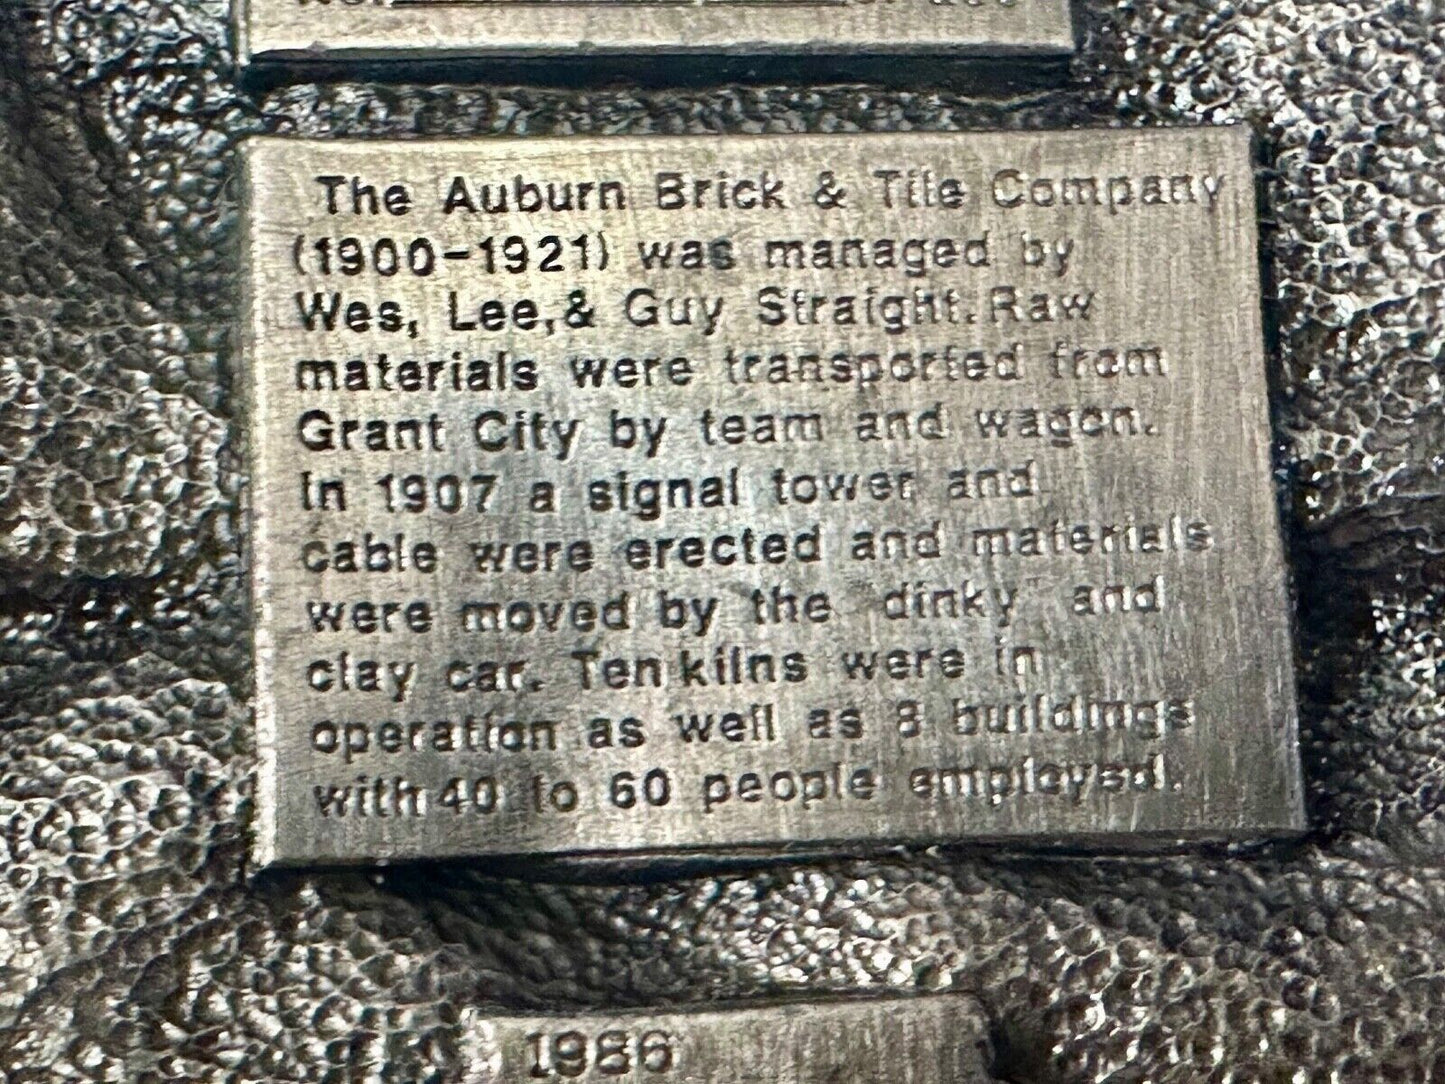 The Auburn Brick & Tile Company
(1900-1921) was managed by
Wes, Lee,& Guy Straight. Raw
materials were transported from
Grant City by team and wagon.
In 1907 a signal tower and
cable were erected and materials
were moved by the "dinky" and
clay car. Ten kilns were in
operation as well as 8 buildings
with 40 to 60 people employed.
1986